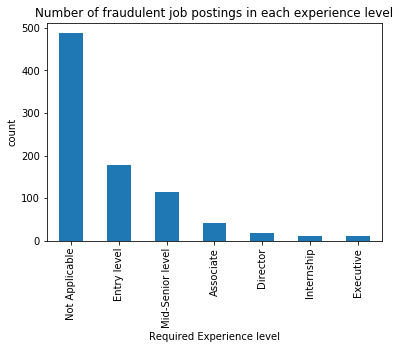 Number of fraudulent job postings in each experience level
500
400
300
200
100
0
count
Not Applicable
Entry level
Mid-Senior level
Associate
Director
Internship
Executive
Required Experience level